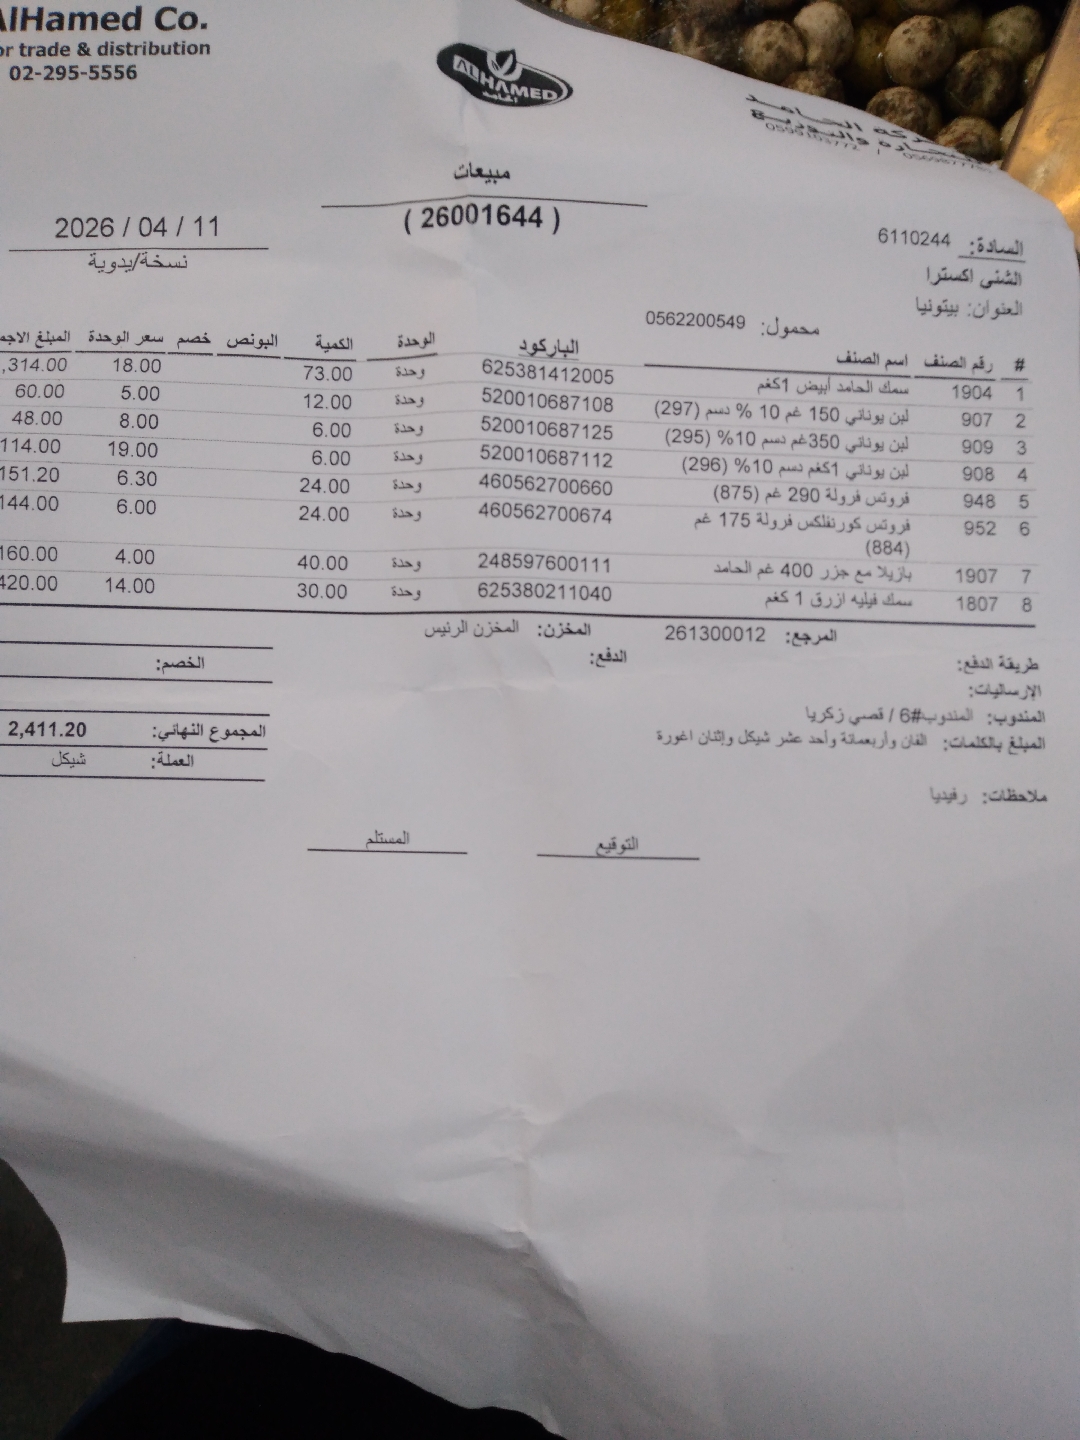 AlHamed Co.
or trade & distribution
02-295-5556
ALHAMED
الحامد
شركة الحامد
للتجارة والتوزيع
مبيعات
( 26001644 )
2026 / 04 / 11
نسخة/يدوية
السادة: 6110244
الشني اكسترا
العنوان: بيتونيا
محمول: 0562200549
# رقم الصنف اسم الصنف الباركود الوحدة الكمية البونص خصم سعر الوحدة المبلغ الاجم
1 1904 سمك الحامد أبيض 1كغم 625381412005 وحدة 73.00 18.00 ,314.00
2 907 لبن يوناني 150 غم 10 % دسم (297) 520010687108 وحدة 12.00 5.00 60.00
3 909 لبن يوناني 350غم دسم 10% (295) 520010687125 وحدة 6.00 8.00 48.00
4 908 لبن يوناني 1كغم دسم 10% (296) 520010687112 وحدة 6.00 19.00 114.00
5 948 فروتس فرولة 290 غم (875) 460562700660 وحدة 24.00 6.30 151.20
6 952 فروتس كورنفلكس فرولة 175 غم 460562700674 وحدة 24.00 6.00 144.00
(884)
7 1907 بازيلا مع جزر 400 غم الحامد 248597600111 وحدة 40.00 4.00 160.00
8 1807 سمك فيليه ازرق 1 كغم 625380211040 وحدة 30.00 14.00 420.00
المرجع: 261300012 المخزن: المخزن الرئيس
طريقة الدفع: الدفع: الخصم:
الإرساليات:
المندوب: المندوب#6 / قصي زكريا
المجموع النهائي: 2,411.20
المبلغ بالكلمات: الفان وأربعمائة وأحد عشر شيكل وإثنان اغورة
العملة: شيكل
ملاحظات: رفيديا
التوقيع المستلم